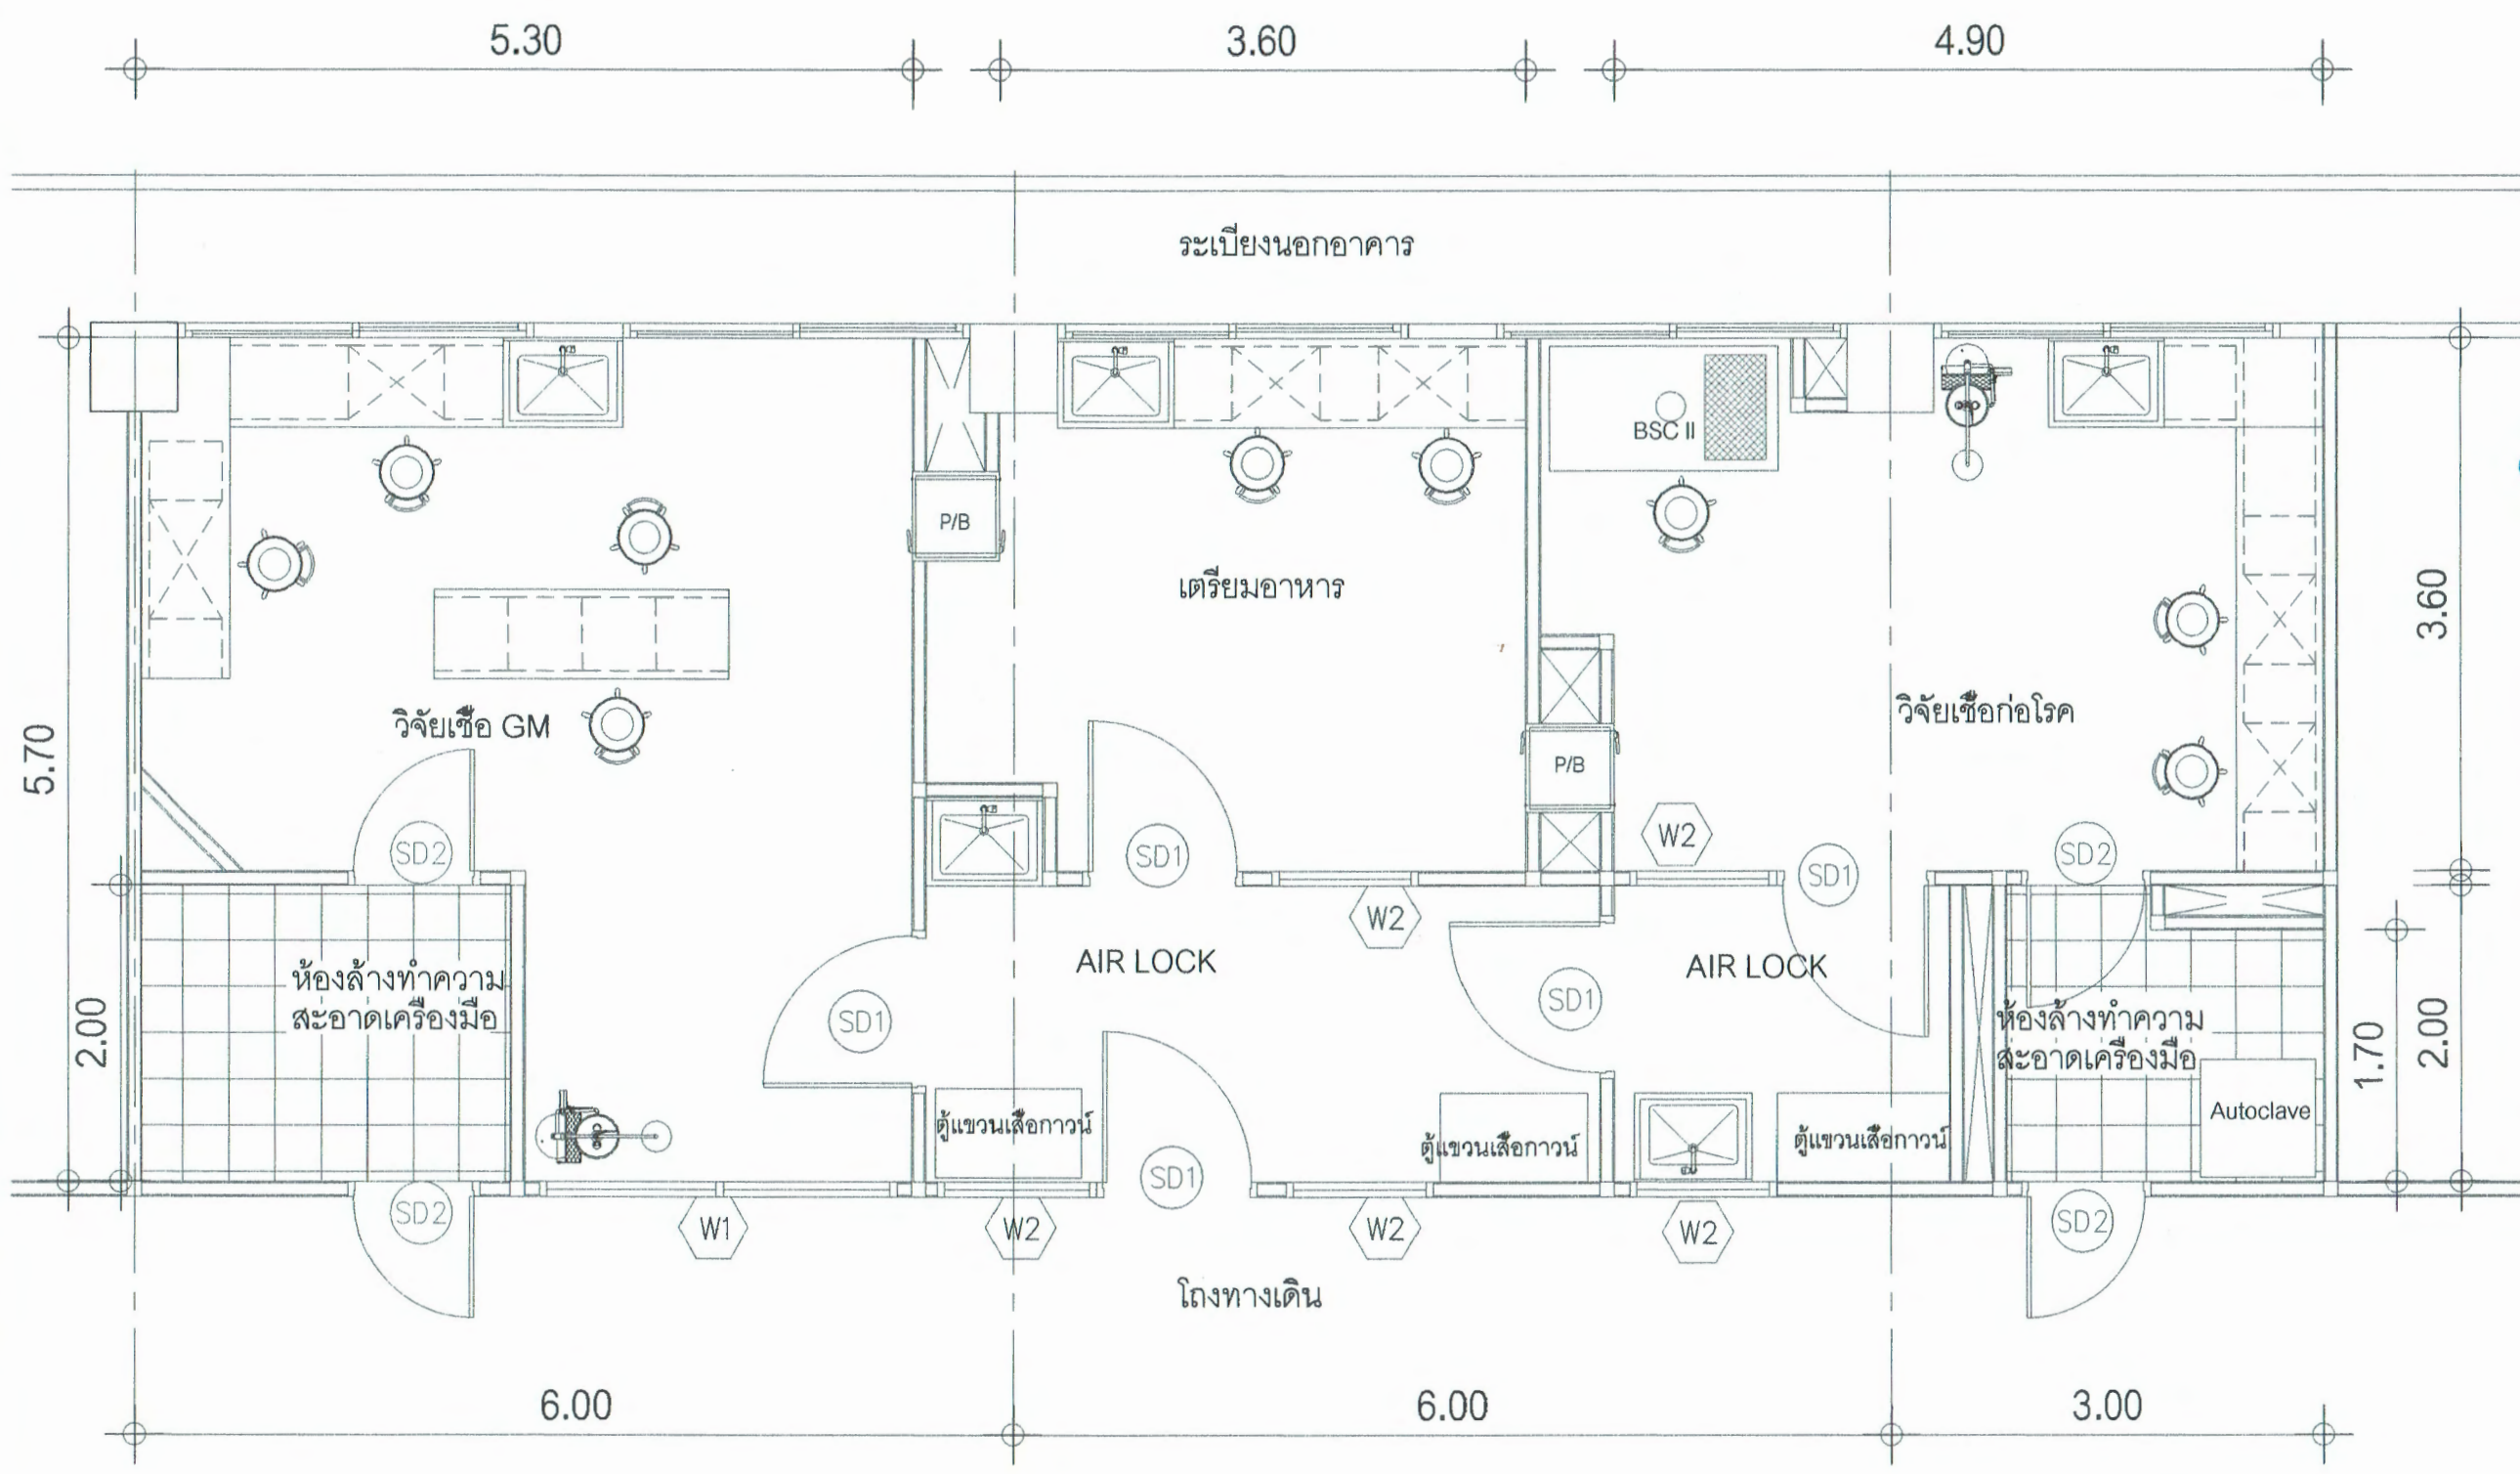 5.30
3.60
4.90
ระเบียงนอกอาคาร
BSC II
P/B
เตรียมอาหาร
3.60
วิจัยเชื้อ GM
วิจัยเชื้อก่อโรค
5.70
P/B
W2
SD2
SD1
SD1
SD2
W2
AIR LOCK
AIR LOCK
ห้องล้างทำความ
สะอาดเครื่องมือ
SD1
SD1
ห้องล้างทำความ
สะอาดเครื่องมือ
2.00
1.70
2.00
ตู้แขวนเสื้อกาวน์
ตู้แขวนเสื้อกาวน์
ตู้แขวนเสื้อกาวน์
Autoclave
SD1
SD2
W1
W2
W2
W2
SD2
โถงทางเดิน
6.00
6.00
3.00